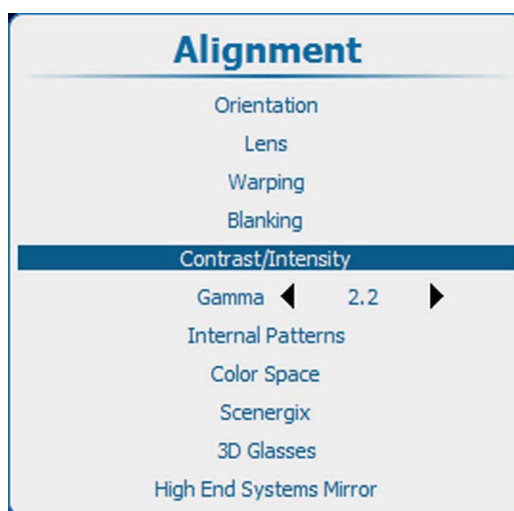 Alignment
Orientation
Lens
Warping
Blanking
Contrast/Intensity
Gamma 2.2
Internal Patterns
Color Space
Scenergix
3D Glasses
High End Systems Mirror